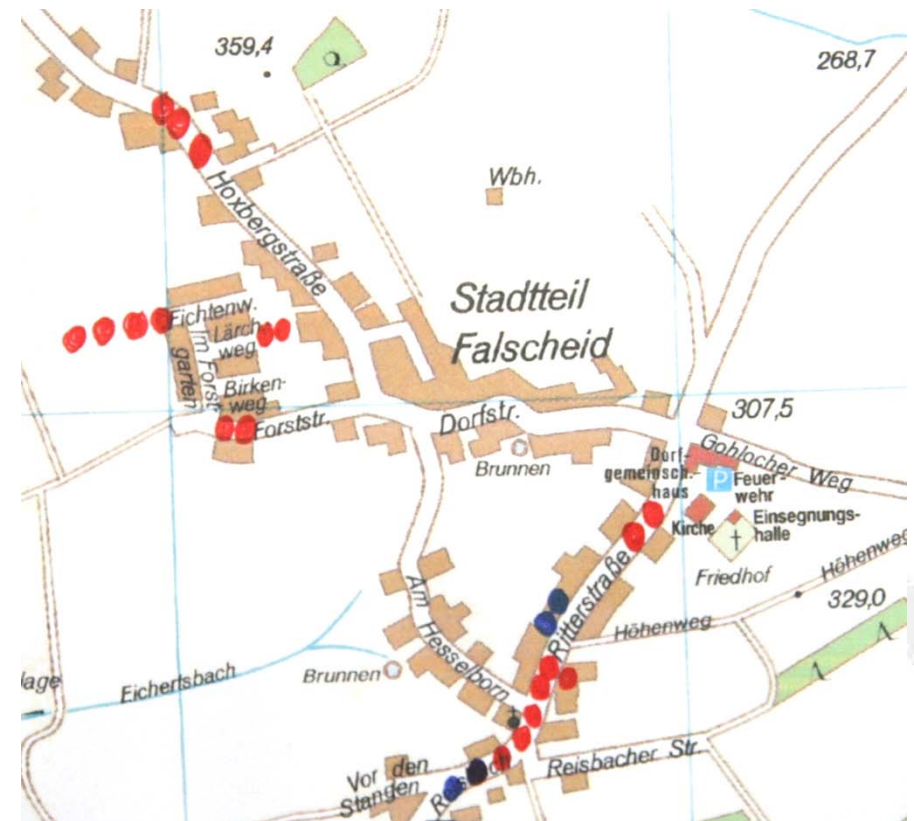 359,4
268,7
Wbh.
Hoxbergstraße
Stadtteil
Falscheid
Fichtenw.
Lärch-
weg
Im Forst-
garten
Birken-
weg
Forststr.
Dorfstr.
307,5
Brunnen
Gohlocher Weg
Dorf-
gemeinsch.-
haus
P
Feuer-
wehr
Kirche
Einsegnungs-
halle
Friedhof
Höhenweg
329,0
Ritterstraße
Höhenweg
Am Hesselborn
Brunnen
lage
Eichertsbach
Vor den
Stangen
Reisbacher Str.